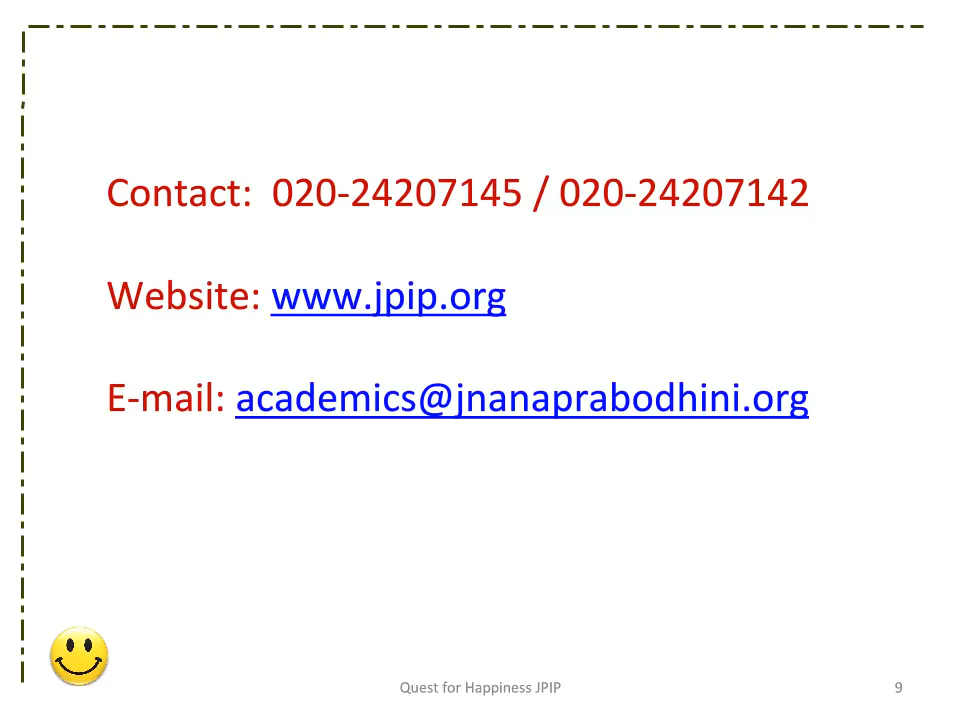 Contact: 020-24207145 / 020-24207142
Website: www.jpip.org
E-mail: academics@jnanaprabodhini.org
Quest for Happiness JPIP
9